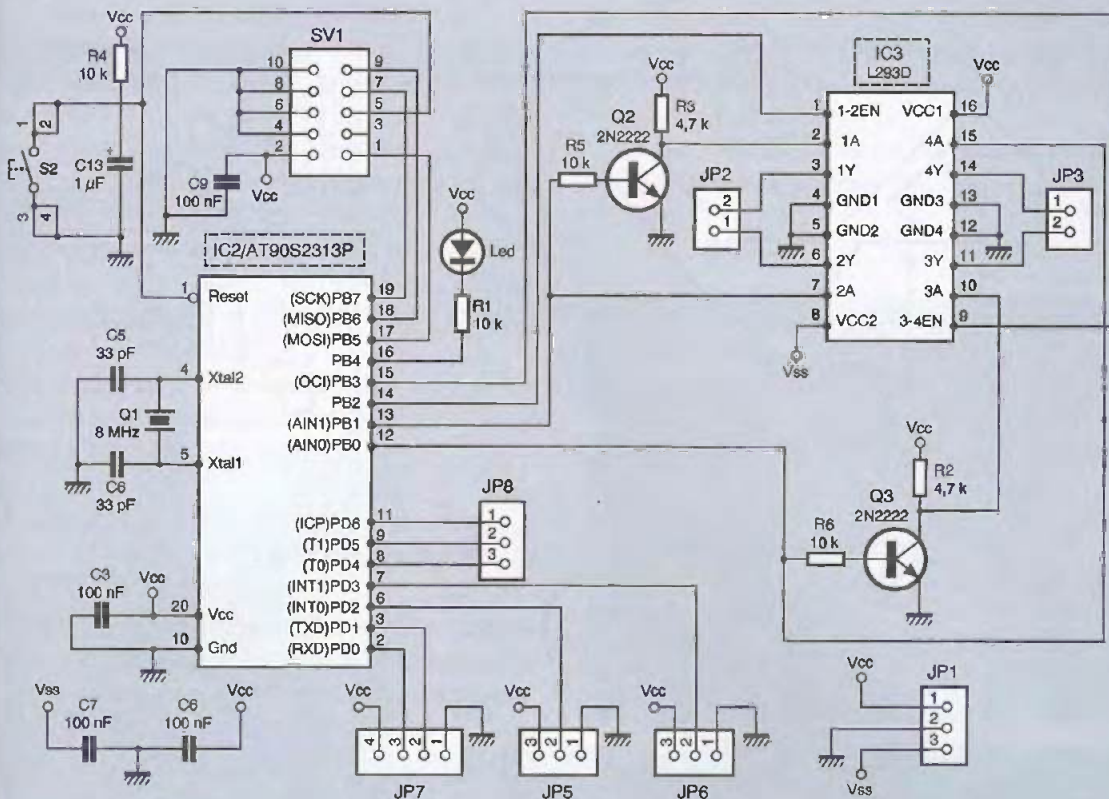 Vcc
R4
10 k
1
2
S2
3
4
C13
+
1 µF
SV1
10
9
8
7
6
5
4
3
2
1
C9
100 nF
Vcc
Vcc
Led
R1
10 k
IC2/AT90S2313P
1
Reset
4
Xtal2
5
Xtal1
20
Vcc
10
Gnd
(SCK)PB7
19
(MISO)PB6
18
(MOSI)PB5
17
PB4
16
(OCI)PB3
15
PB2
14
(AIN1)PB1
13
(AIN0)PB0
12
(ICP)PD6
11
(T1)PD5
9
(T0)PD4
8
(INT1)PD3
7
(INT0)PD2
6
(TXD)PD1
3
(RXD)PD0
2
C5
33 pF
Q1
8 MHz
C6
33 pF
C3
100 nF
Vcc
Vss
C7
100 nF
C6
100 nF
Vcc
JP8
1
2
3
Vcc
4
3
2
1
JP7
Vcc
3
2
1
JP5
Vcc
3
2
1
JP6
Vcc
R3
4,7 k
Q2
2N2222
R5
10 k
JP2
2
1
IC3
L293D
1
1-2EN
2
1A
3
1Y
4
GND1
5
GND2
6
2Y
7
2A
8
VCC2
VCC1
16
4A
15
4Y
14
GND3
13
GND4
12
3Y
11
3A
10
3-4EN
9
Vcc
Vss
JP3
1
2
Vcc
R2
4,7 k
Q3
2N2222
R6
10 k
JP1
Vcc
1
2
3
Vss